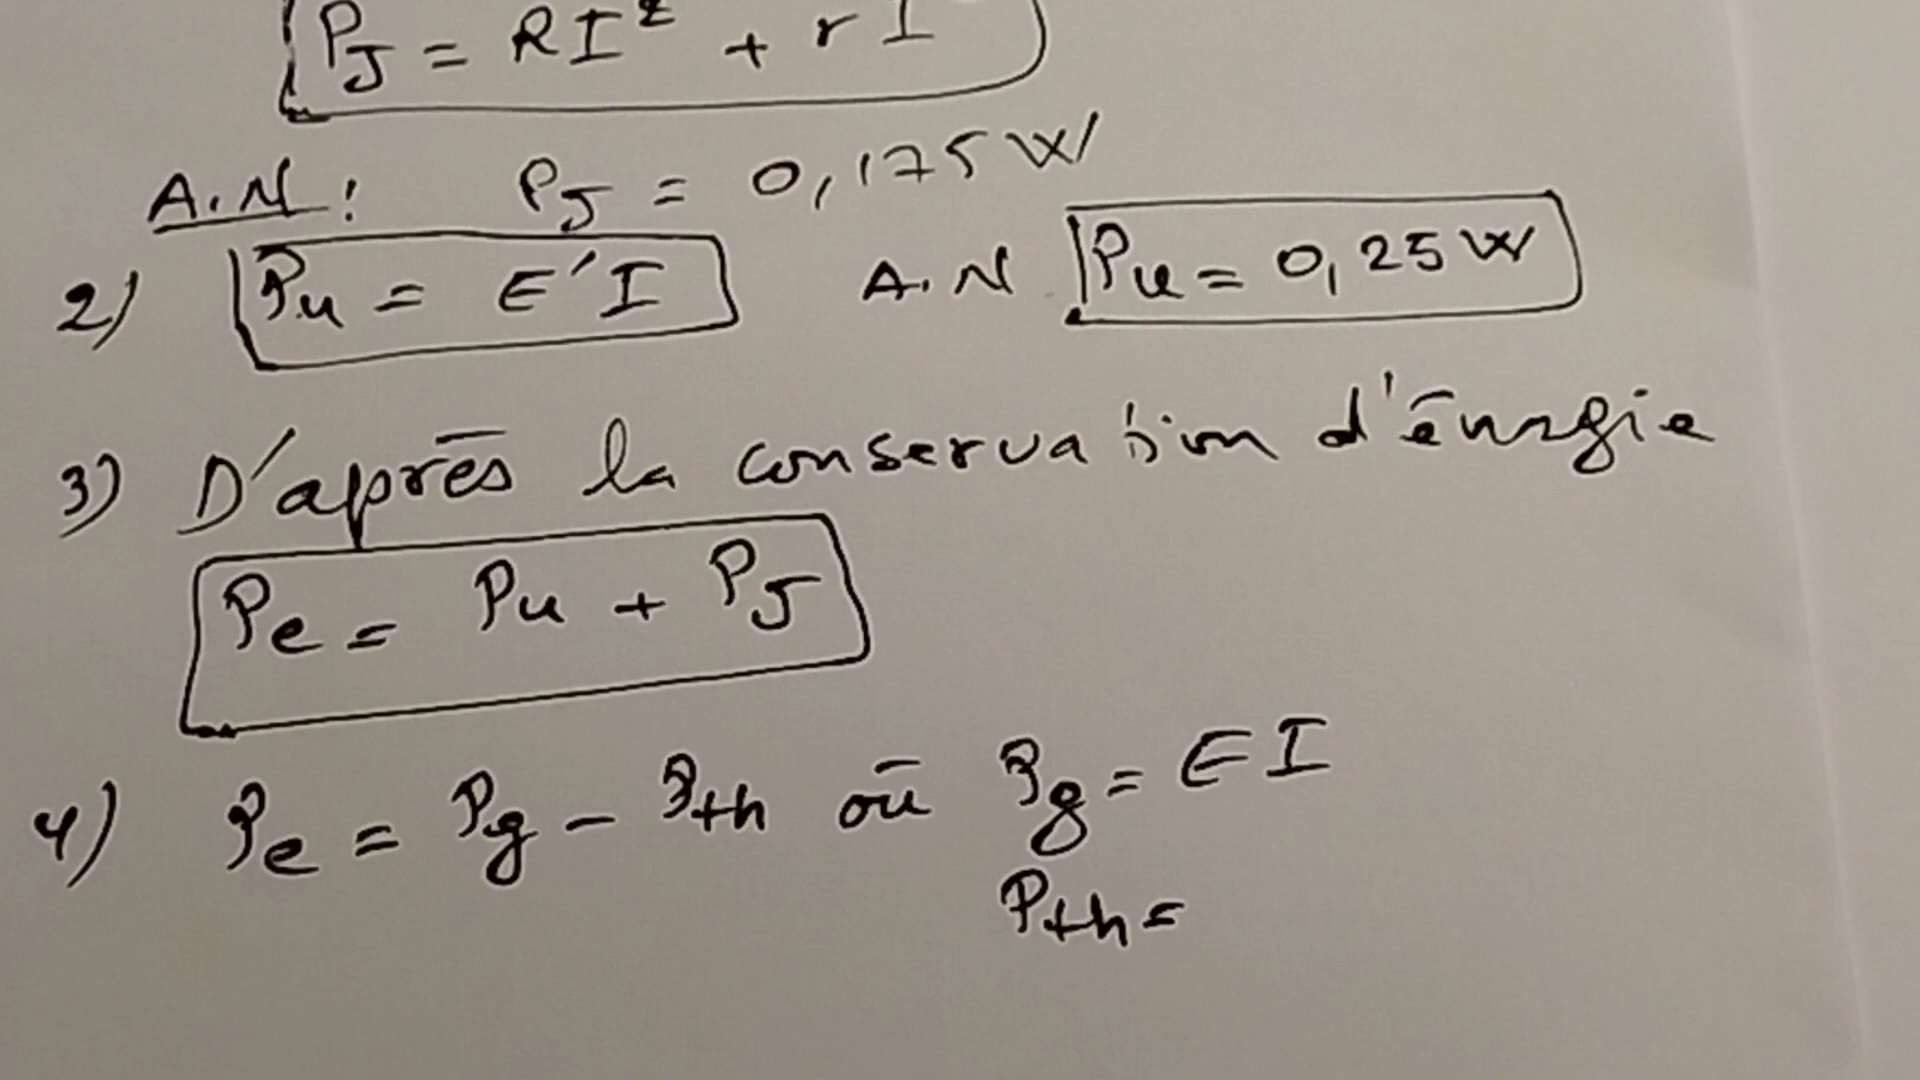 PJ = RI² + rI
A.N: PJ = 0,175 W
2) Pu = E'I A.N Pu = 0,25 W
3) D'après la conservation d'énergie
Pe = Pu + PJ
4) Pe = Pg - Pth où Pg = EI
Pth =